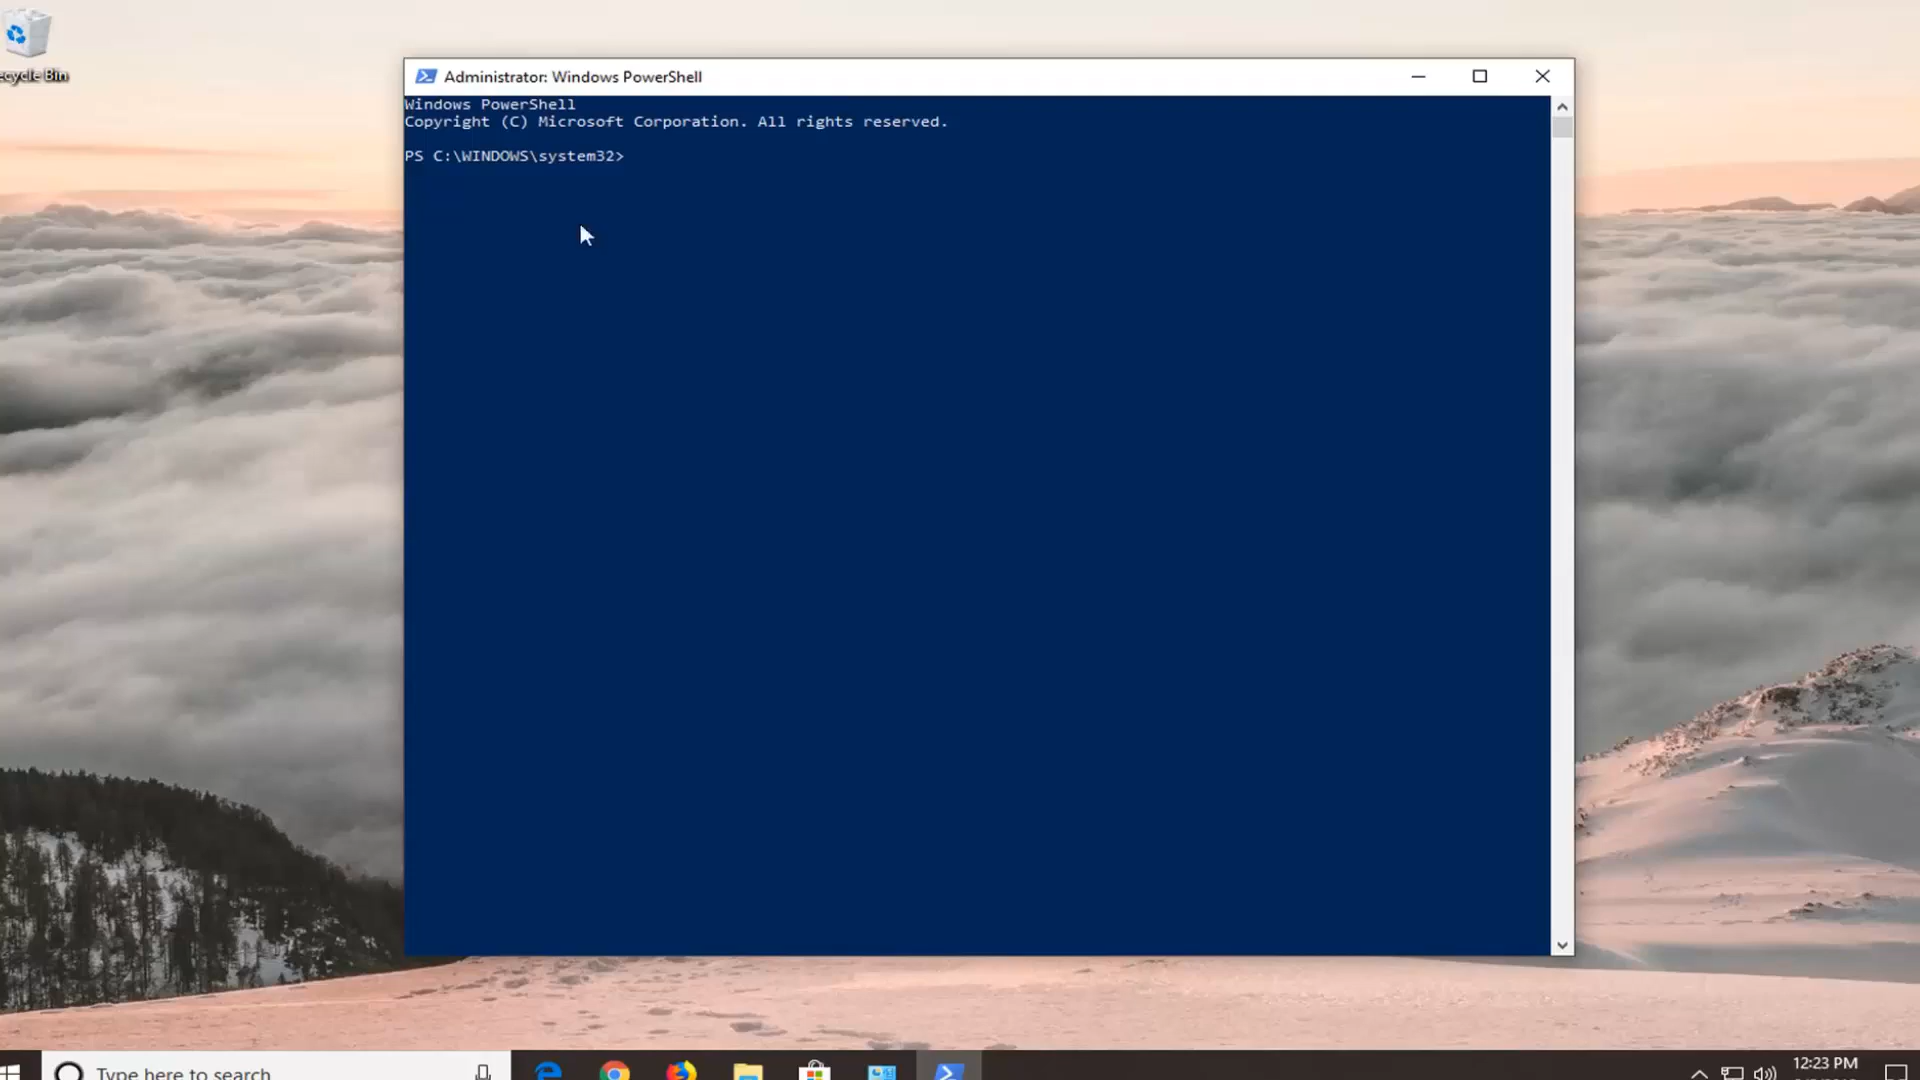 ecycle Bin
Administrator: Windows PowerShell
Windows PowerShell
Copyright (C) Microsoft Corporation. All rights reserved.
PS C:\WINDOWS\system32>
Type here to search
12:23 PM